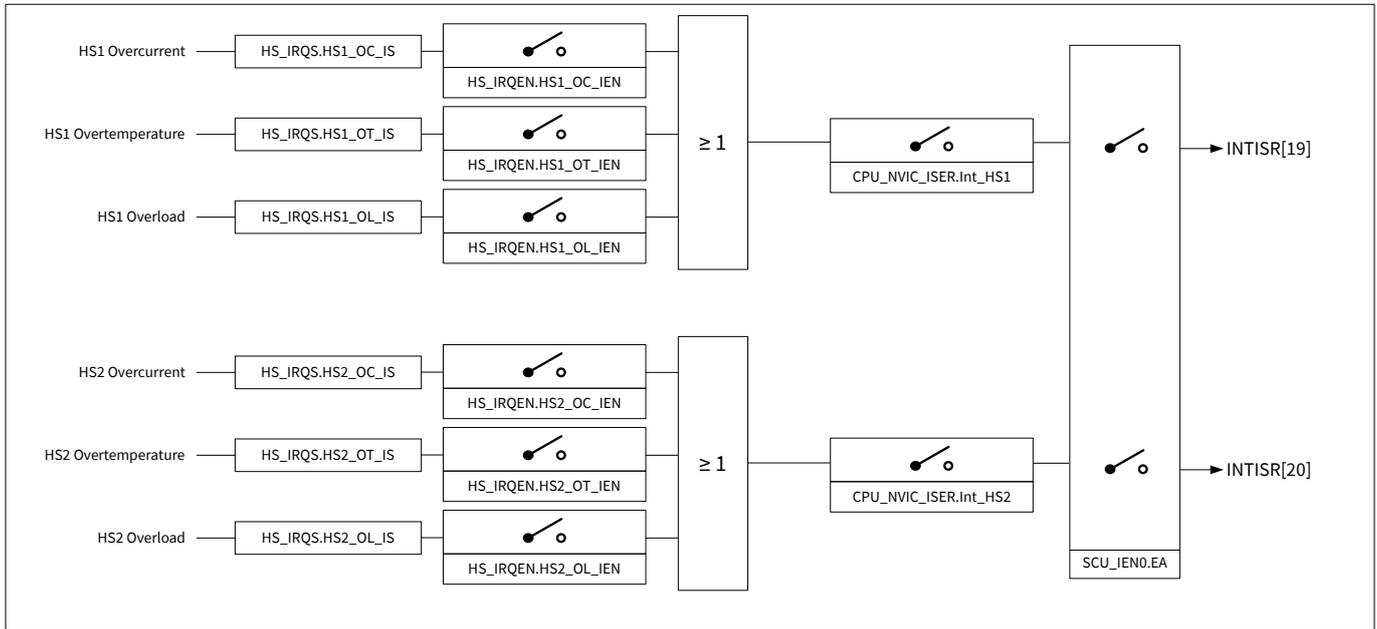 HS1 Overcurrent
HS_IRQS.HS1_OC_IS
HS_IRQEN.HS1_OC_IEN
HS1 Overtemperature
HS_IRQS.HS1_OT_IS
HS_IRQEN.HS1_OT_IEN
HS1 Overload
HS_IRQS.HS1_OL_IS
HS_IRQEN.HS1_OL_IEN
≥ 1
CPU_NVIC_ISER.Int_HS1
INTISR[19]
HS2 Overcurrent
HS_IRQS.HS2_OC_IS
HS_IRQEN.HS2_OC_IEN
HS2 Overtemperature
HS_IRQS.HS2_OT_IS
HS_IRQEN.HS2_OT_IEN
HS2 Overload
HS_IRQS.HS2_OL_IS
HS_IRQEN.HS2_OL_IEN
≥ 1
CPU_NVIC_ISER.Int_HS2
INTISR[20]
SCU_IEN0.EA